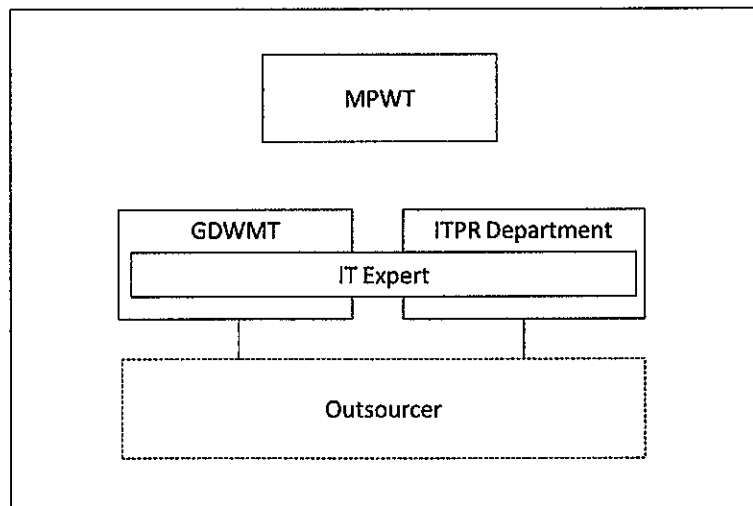 MPWT
GDWMT
ITPR Department
IT Expert
Outsourcer